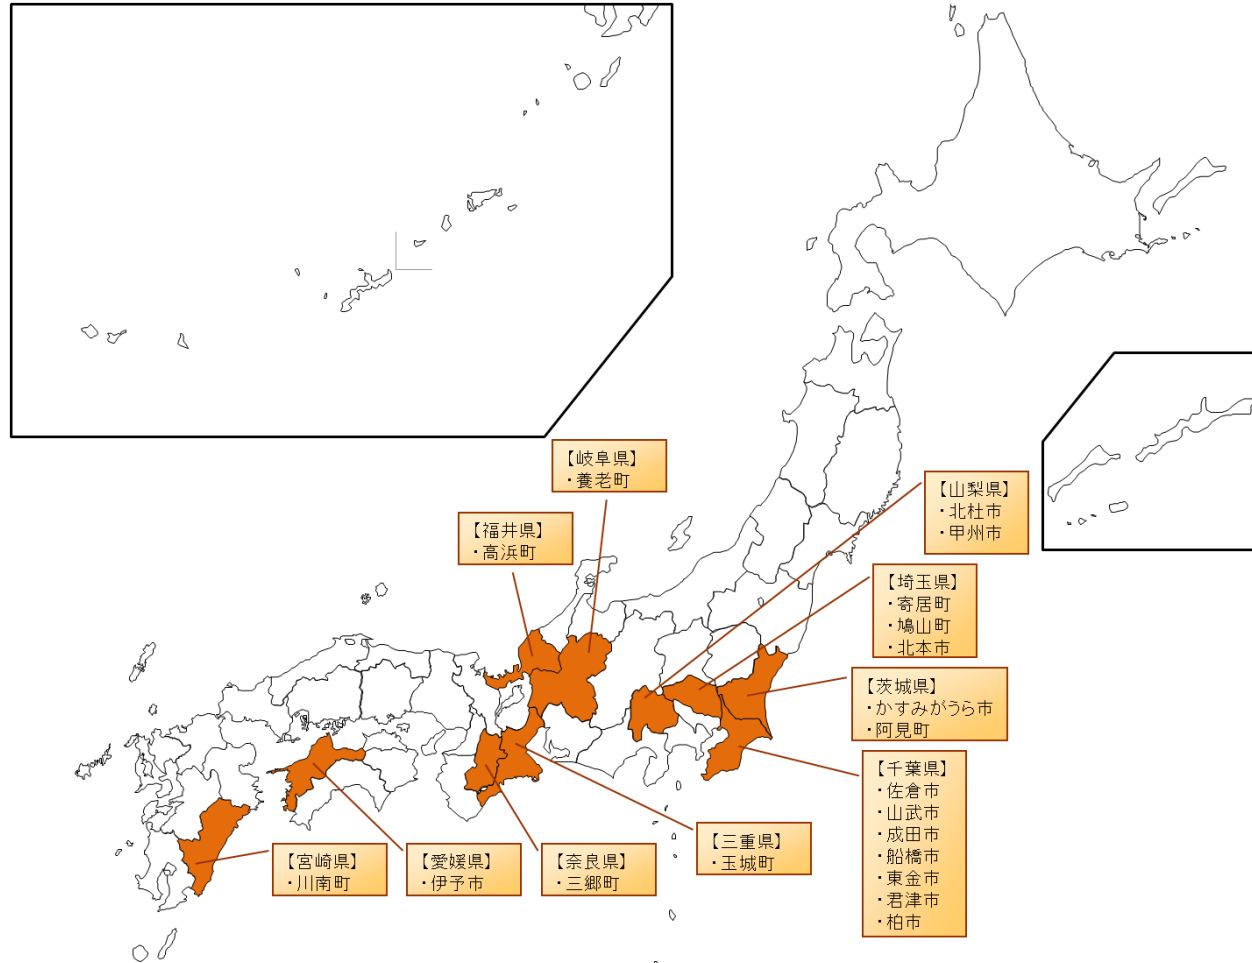 【岐阜県】
・養老町
【福井県】
・高浜町
【山梨県】
・北杜市
・甲州市
【埼玉県】
・寄居町
・鳩山町
・北本市
【茨城県】
・かすみがうら市
・阿見町
【千葉県】
・佐倉市
・山武市
・成田市
・船橋市
・東金市
・君津市
・柏市
【三重県】
・玉城町
【奈良県】
・三郷町
【愛媛県】
・伊予市
【宮崎県】
・川南町